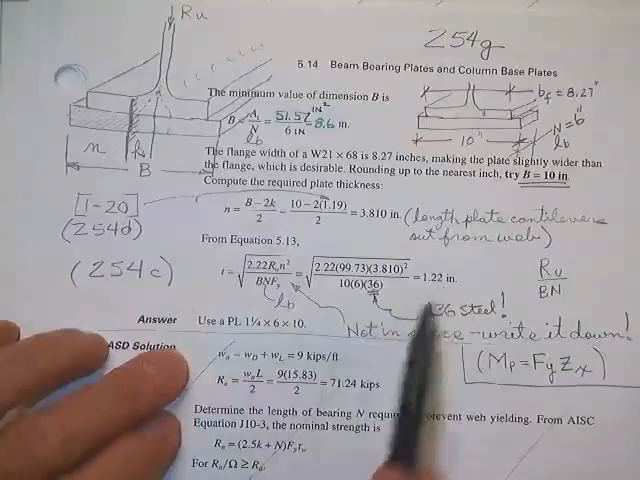 Ru
254g
5.14 Beam Bearing Plates and Column Base Plates
The minimum value of dimension B is
B = A1/N = 51.57 IN²/6 IN = 8.6 in.
lb
bf = 8.27"
N = 6"
lb
10"
n
k
B
The flange width of a W21 × 68 is 8.27 inches, making the plate slightly wider than
the flange, which is desirable. Rounding up to the nearest inch, try B = 10 in.
Compute the required plate thickness:
[1-20]
(254d)
n = B − 2k/2 = 10 − 2(1.19)/2 = 3.810 in.
(length plate cantilevers
out from web)
From Equation 5.13,
(254c)
t = √2.22Run²/BNFy = √2.22(99.73)(3.810)²/10(6)(36) = 1.22 in.
lb
Ru/BN
A36 Steel!
Answer Use a PL 1¼ × 6 × 10.
Not in - write it down!
(Mp = Fy Zx)
ASD Solution
wa = wD + wL = 9 kips/ft
Ra = waL/2 = 9(15.83)/2 = 71.24 kips
Determine the length of bearing N prevent web yielding. From AISC
Equation J10-3, the nominal strength is
Rn = (2.5k + N)Fytw
For Rn/Ω ≥ Ra,